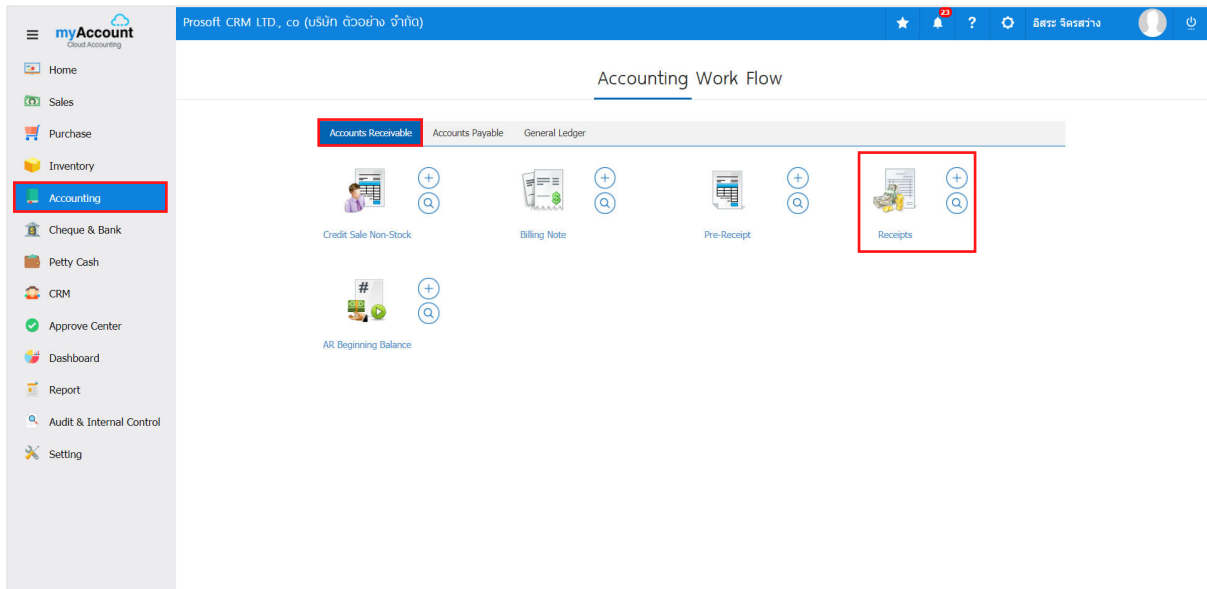 myAccount
Cloud Accounting
Prosoft CRM LTD., co (บริษัท ตัวอย่าง จำกัด)
23
?
อิสระ จิตรสว่าง
Home
Sales
Purchase
Inventory
Accounting
Cheque & Bank
Petty Cash
CRM
Approve Center
Dashboard
Report
Audit & Internal Control
Setting
Accounting Work Flow
Accounts Receivable Accounts Payable General Ledger
Credit Sale Non-Stock Billing Note Pre-Receipt Receipts
#
AR Beginning Balance